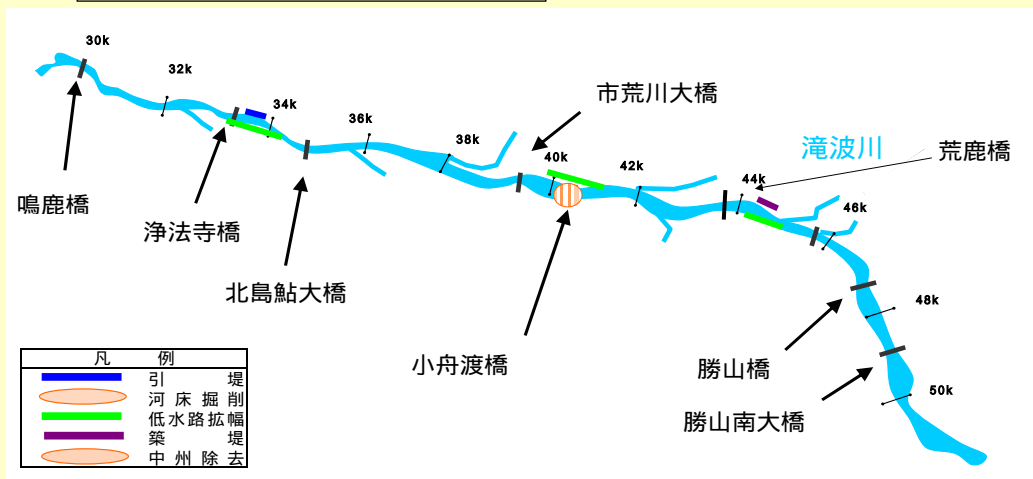 30k
32k
34k
36k
38k
40k
42k
44k
46k
48k
50k
市荒川大橋
滝波川
荒鹿橋
鳴鹿橋
浄法寺橋
北島鮎大橋
小舟渡橋
勝山橋
勝山南大橋
凡 例
引 堤
河床掘削
低水路拡幅
築 堤
中州除去